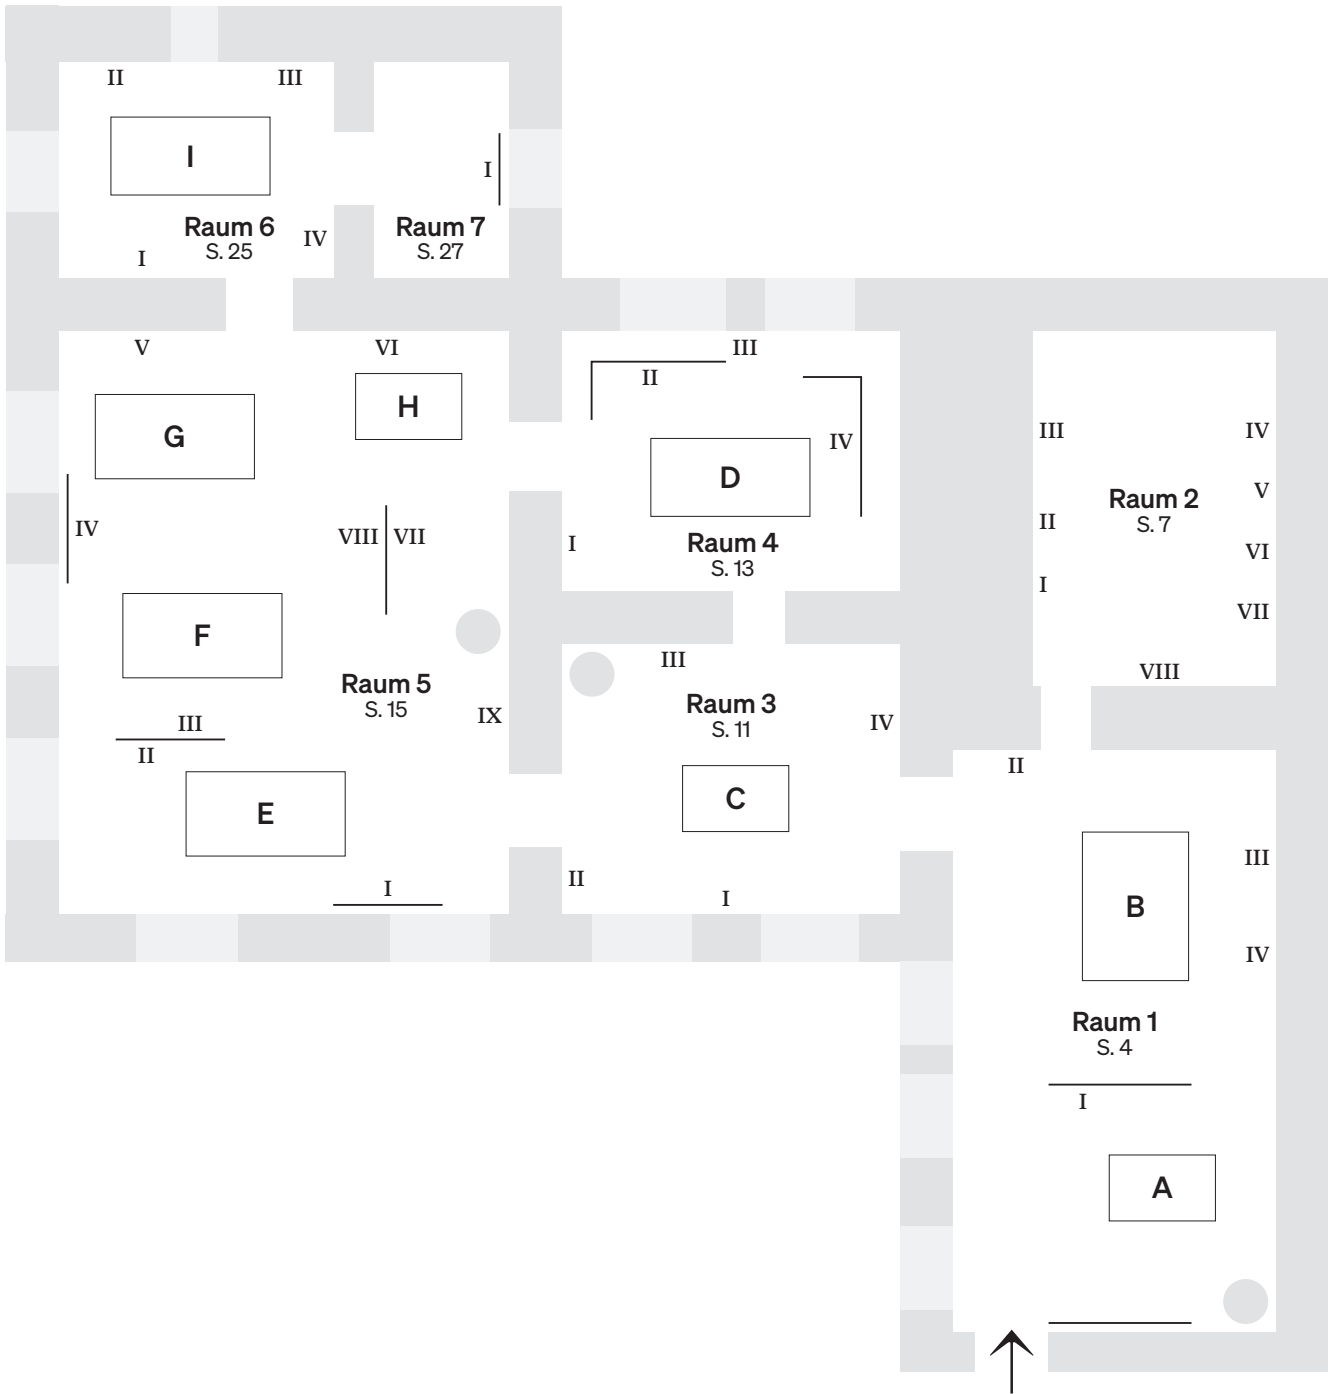 II III
I
I
Raum 6
S. 25
Raum 7
S. 27
IV
I
V VI
III
II
H
G
III IV
IV
D
V
Raum 2
S. 7
IV
VIII VII
II
I
Raum 4
S. 13
VI
I
VII
F
III
VIII
Raum 5
S. 15
Raum 3
S. 11
IX
IV
III
II
II
C
E
III
II
I
I
B
IV
Raum 1
S. 4
I
A